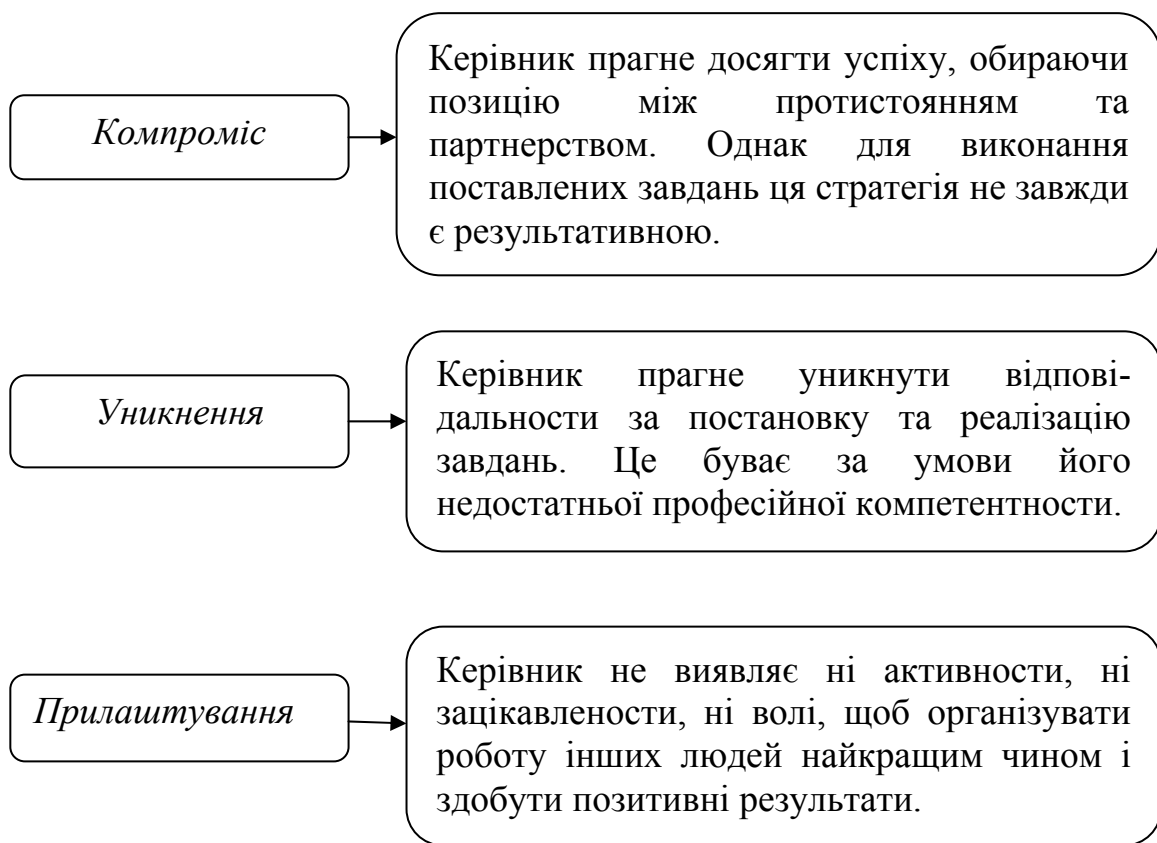 Компроміс
Керівник прагне досягти успіху, обираючи
позицію між протистоянням та
партнерством. Однак для виконання
поставлених завдань ця стратегія не завжди
є результативною.
Уникнення
Керівник прагне уникнути відпові-
дальности за постановку та реалізацію
завдань. Це буває за умови його
недостатньої професійної компетентности.
Прилаштування
Керівник не виявляє ні активности, ні
зацікавлености, ні волі, щоб організувати
роботу інших людей найкращим чином і
здобути позитивні результати.